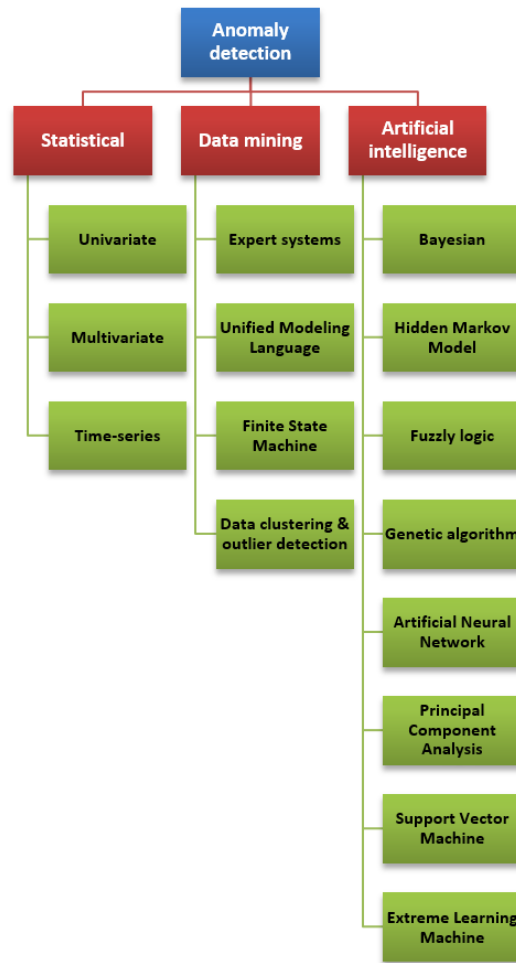 Anomaly
detection
Statistical
Data mining
Artificial
intelligence
Univariate
Multivariate
Time-series
Expert systems
Unified Modeling
Language
Finite State
Machine
Data clustering &
outlier detection
Bayesian
Hidden Markov
Model
Fuzzly logic
Genetic algorithm
Artificial Neural
Network
Principal
Component
Analysis
Support Vector
Machine
Extreme Learning
Machine